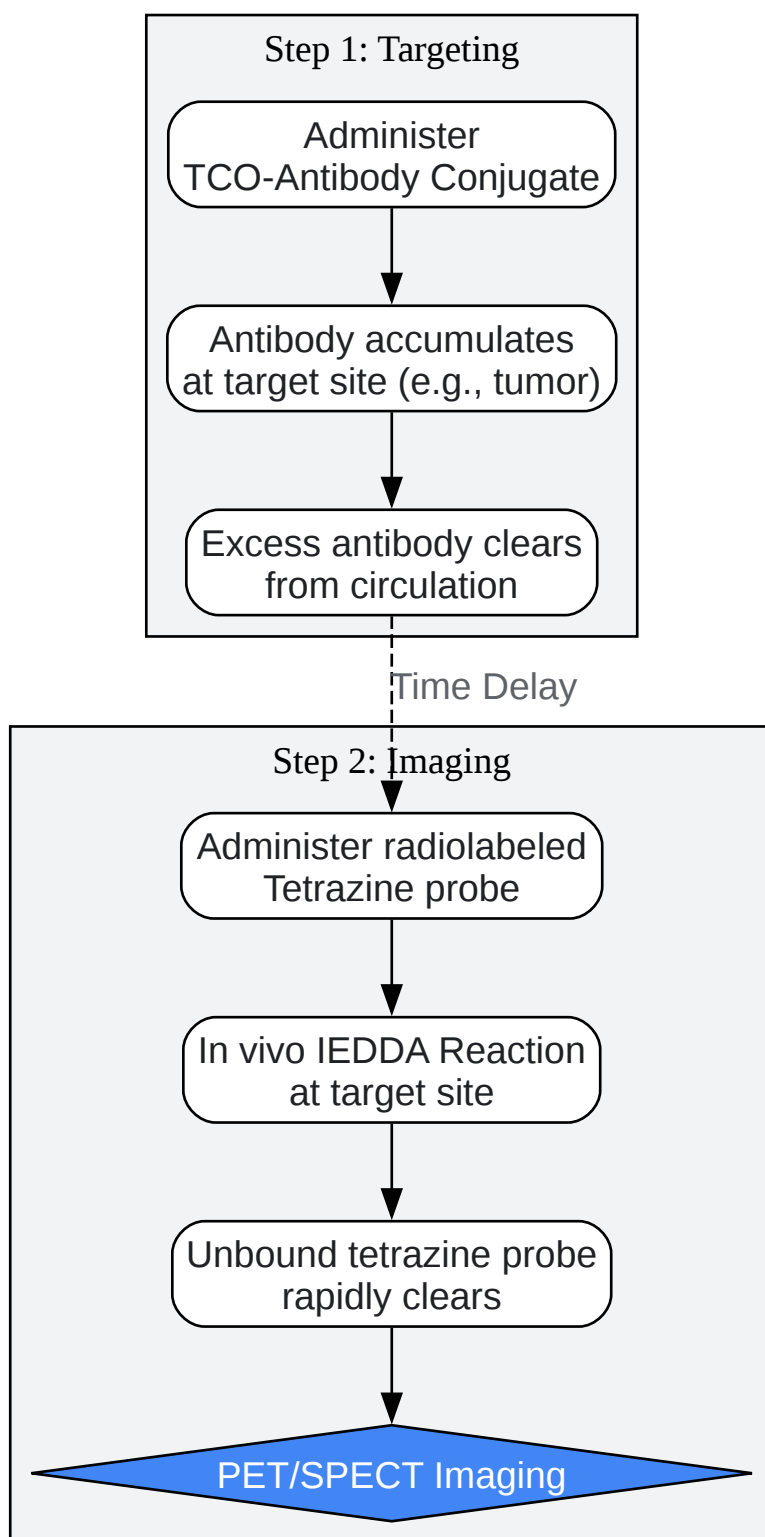 Step 1: Targeting
Administer
TCO-Antibody Conjugate
Antibody accumulates
at target site (e.g., tumor)
Excess antibody clears
from circulation
Time Delay
Step 2: Imaging
Administer radiolabeled
Tetrazine probe
In vivo IEDDA Reaction
at target site
Unbound tetrazine probe
rapidly clears
PET/SPECT Imaging